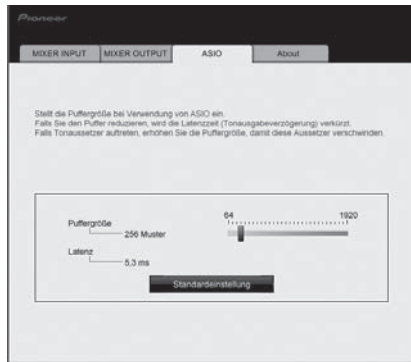 Pioneer
MIXER INPUT MIXER OUTPUT ASIO About
Stellt die Puffergröße bei Verwendung von ASIO ein.
Falls Sie den Puffer reduzieren, wird die Latenzzeit (Tonausgabeverzögerung) verkürzt.
Falls Tonaussetzer auftreten, erhöhen Sie die Puffergröße, damit diese Aussetzer verschwinden.
64 1920
Puffergröße
256 Muster
Latenz
5,3 ms
Standardeinstellung